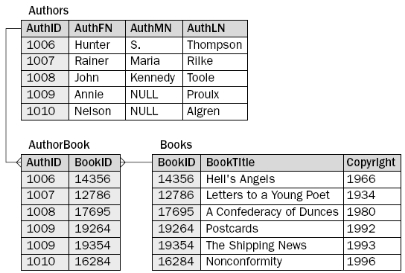 Authors
AuthID AuthFN AuthMN AuthLN
1006 Hunter S. Thompson
1007 Rainer Maria Rilke
1008 John Kennedy Toole
1009 Annie NULL Proulx
1010 Nelson NULL Algren
AuthorBook Books
AuthID BookID BookID BookTitle Copyright
1006 14356 14356 Hell's Angels 1966
1007 12786 12786 Letters to a Young Poet 1934
1008 17695 17695 A Confederacy of Dunces 1980
1009 19264 19264 Postcards 1992
1009 19354 19354 The Shipping News 1993
1010 16284 16284 Nonconformity 1996